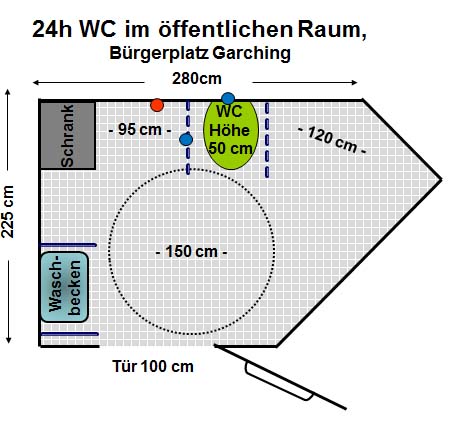 24h WC im öffentlichen Raum,
Bürgerplatz Garching
280cm
Schrank
- 95 cm -
WC
Höhe
50 cm
- 120 cm -
225 cm
- 150 cm -
Wasch-
becken
Tür 100 cm